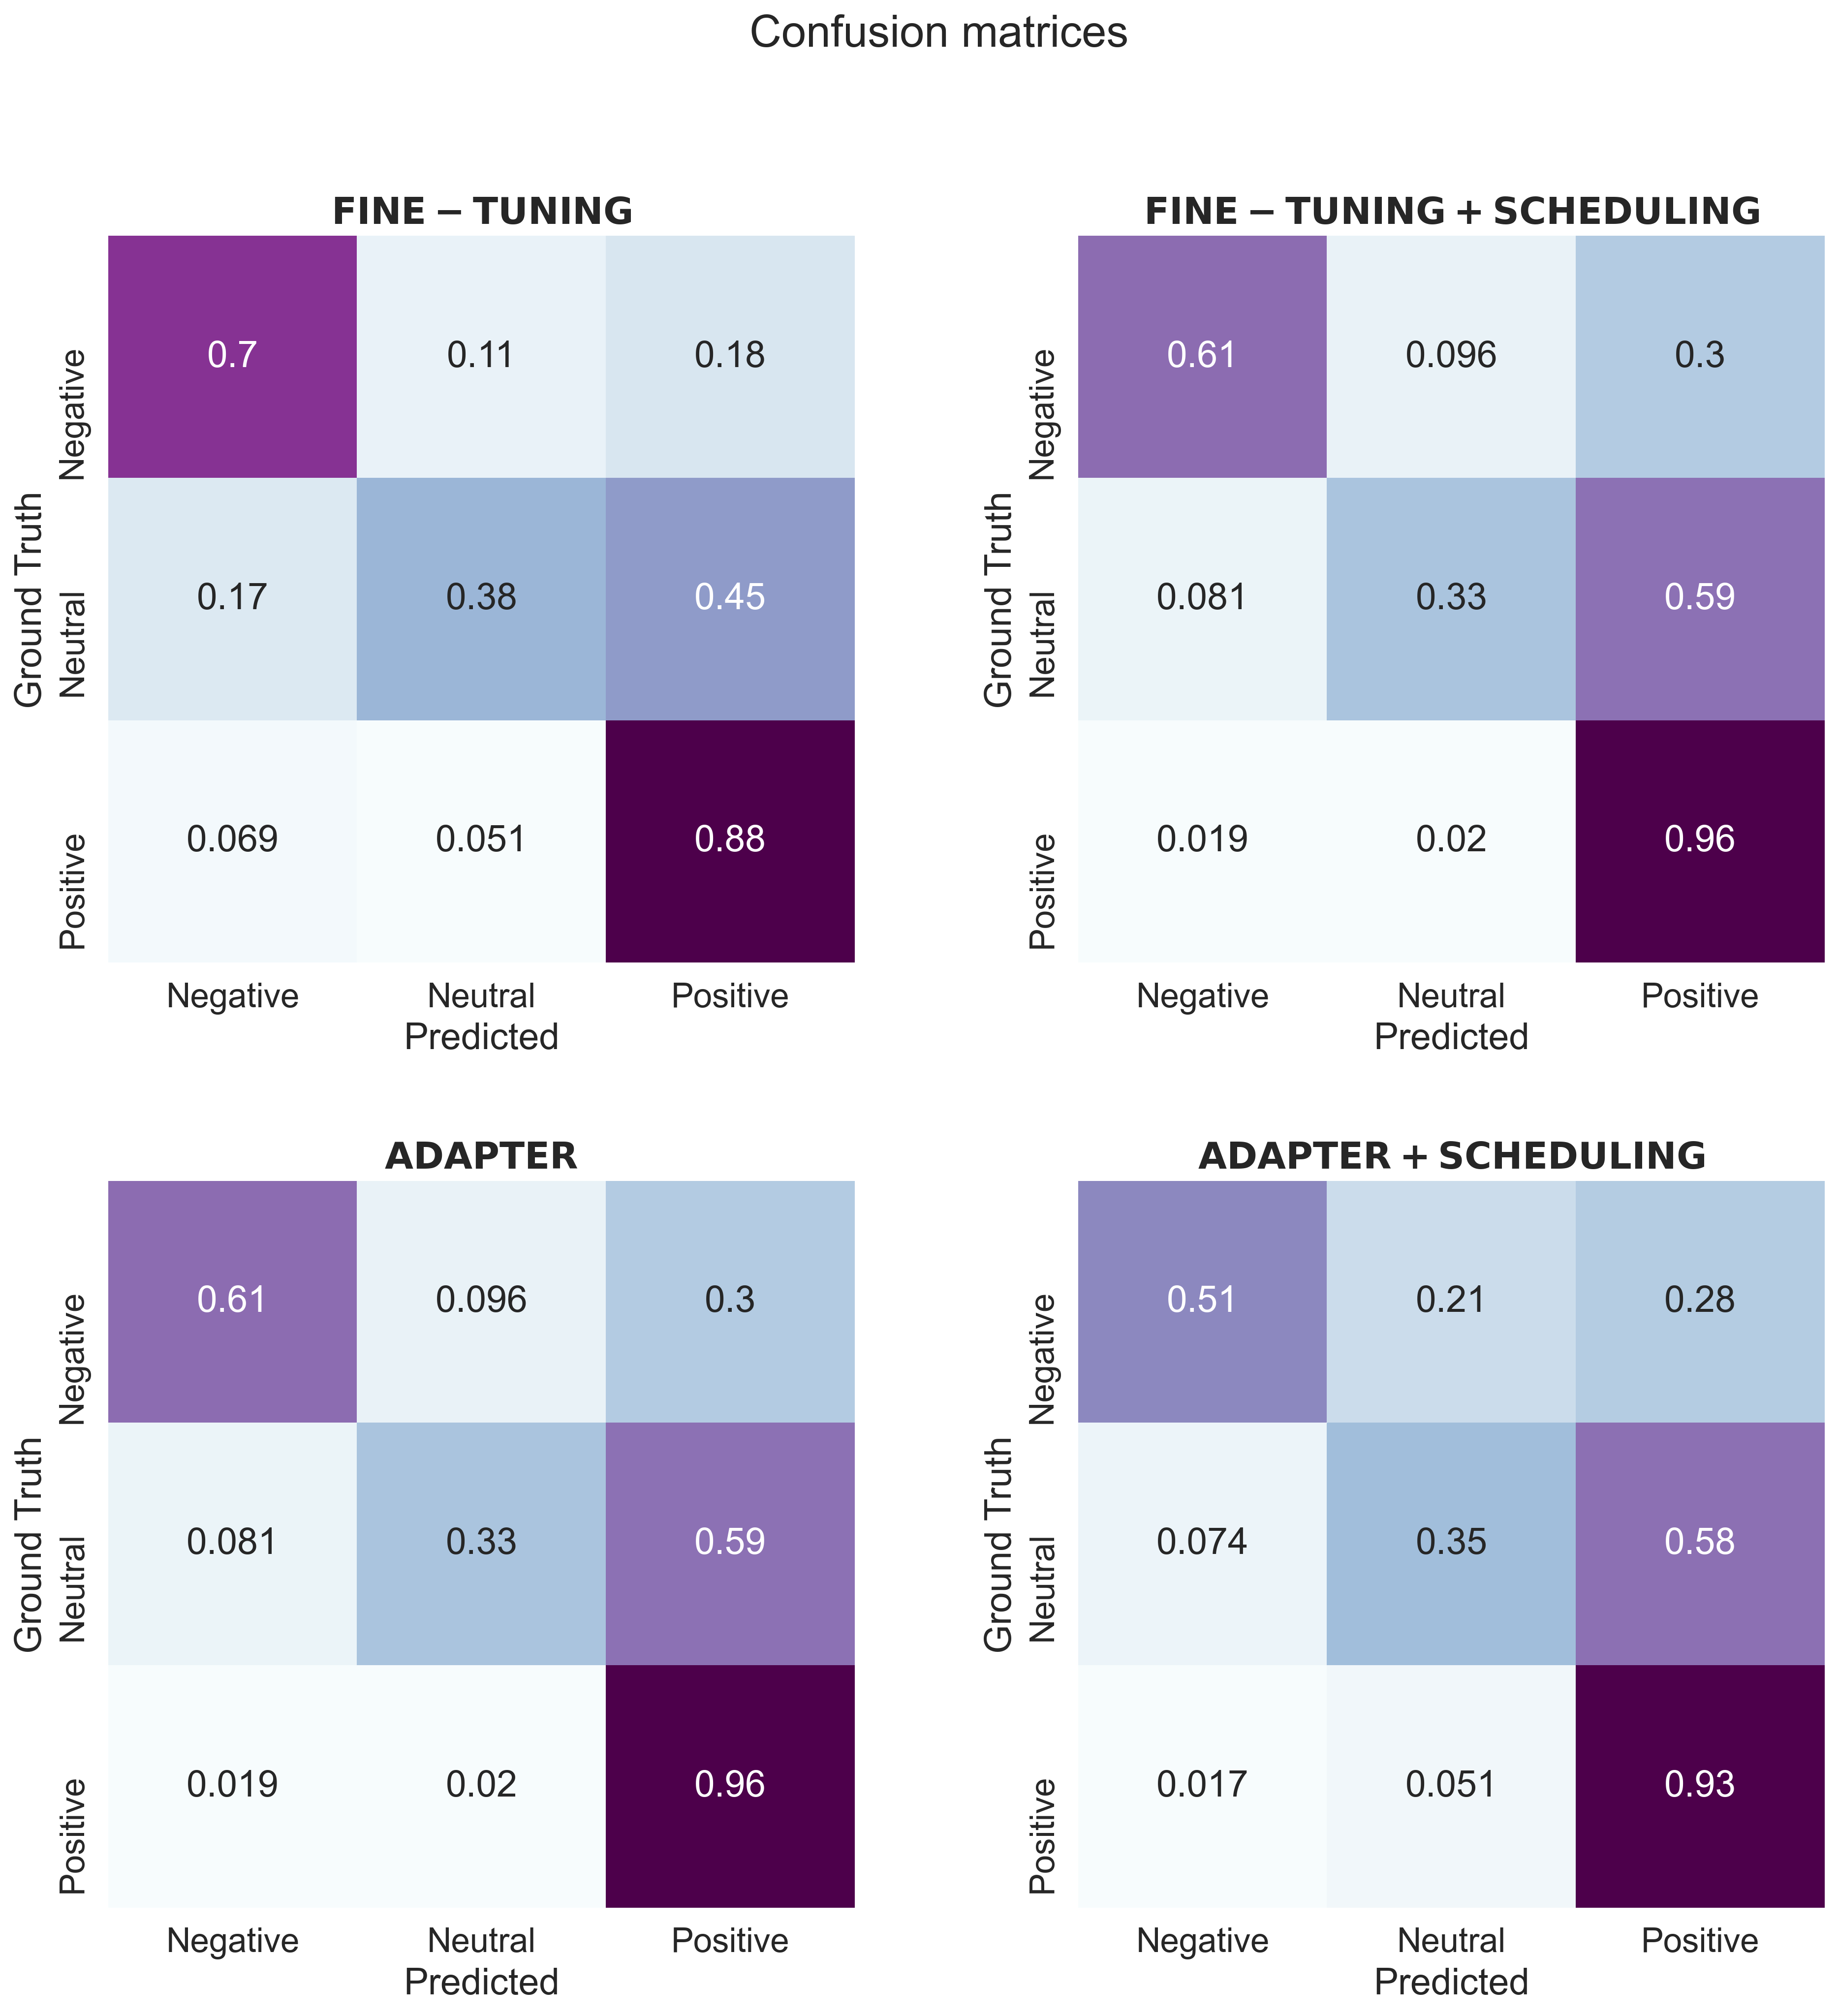 Confusion matrices
FINE – TUNING
Ground Truth
Negative
Neutral
Positive
0.7 0.11 0.18
0.17 0.38 0.45
0.069 0.051 0.88
Negative Neutral Positive
Predicted
FINE – TUNING + SCHEDULING
Ground Truth
Negative
Neutral
Positive
0.61 0.096 0.3
0.081 0.33 0.59
0.019 0.02 0.96
Negative Neutral Positive
Predicted
ADAPTER
Ground Truth
Negative
Neutral
Positive
0.61 0.096 0.3
0.081 0.33 0.59
0.019 0.02 0.96
Negative Neutral Positive
Predicted
ADAPTER + SCHEDULING
Ground Truth
Negative
Neutral
Positive
0.51 0.21 0.28
0.074 0.35 0.58
0.017 0.051 0.93
Negative Neutral Positive
Predicted